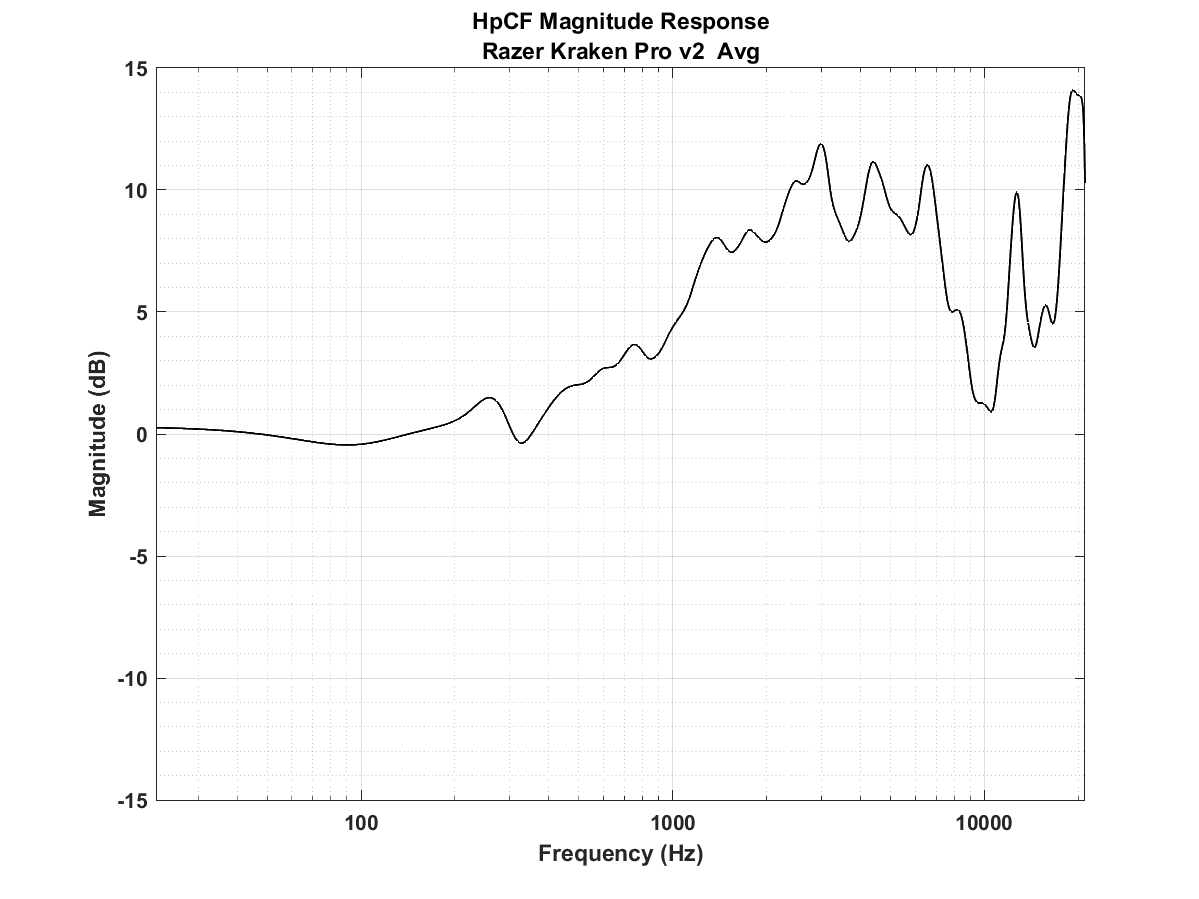 HpCF Magnitude Response
Razer Kraken Pro v2  Avg
15
10
5
0
-5
-10
-15
Magnitude (dB)
100
1000
10000
Frequency (Hz)